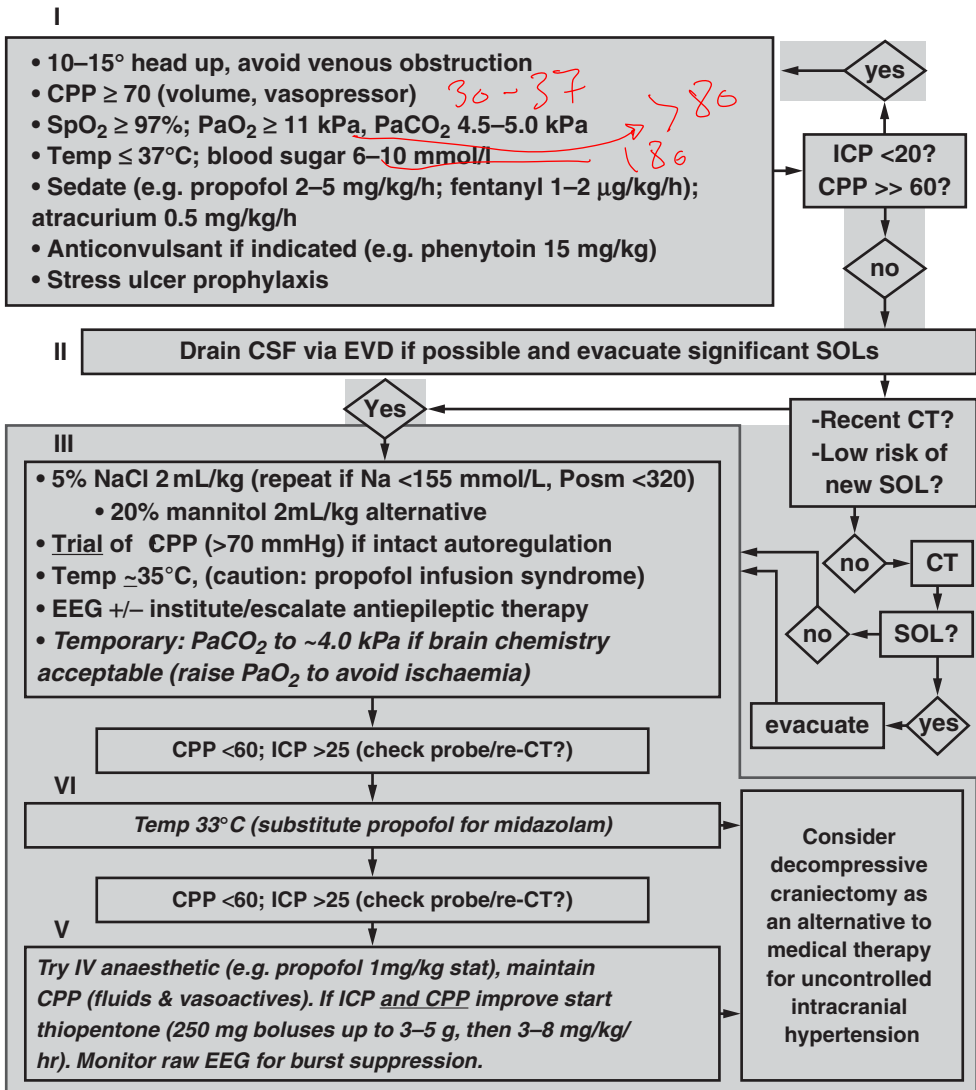 I
• 10–15° head up, avoid venous obstruction
• CPP ≥ 70 (volume, vasopressor) 30-37
• SpO₂ ≥ 97%; PaO₂ ≥ 11 kPa, PaCO₂ 4.5–5.0 kPa >80
• Temp ≤ 37°C; blood sugar 6–10 mmol/l 180
• Sedate (e.g. propofol 2–5 mg/kg/h; fentanyl 1–2 μg/kg/h);
atracurium 0.5 mg/kg/h
• Anticonvulsant if indicated (e.g. phenytoin 15 mg/kg)
• Stress ulcer prophylaxis
yes
ICP <20?
CPP >> 60?
no
II
Drain CSF via EVD if possible and evacuate significant SOLs
-Recent CT?
-Low risk of
new SOL?
Yes
no
CT
SOL?
no
yes
evacuate
III
• 5% NaCl 2 mL/kg (repeat if Na <155 mmol/L, Posm <320)
• 20% mannitol 2mL/kg alternative
• Trial of CPP (>70 mmHg) if intact autoregulation
• Temp ~35°C, (caution: propofol infusion syndrome)
• EEG +/– institute/escalate antiepileptic therapy
• Temporary: PaCO₂ to ~4.0 kPa if brain chemistry
acceptable (raise PaO₂ to avoid ischaemia)
CPP <60; ICP >25 (check probe/re-CT?)
VI
Temp 33°C (substitute propofol for midazolam)
CPP <60; ICP >25 (check probe/re-CT?)
V
Try IV anaesthetic (e.g. propofol 1mg/kg stat), maintain
CPP (fluids & vasoactives). If ICP and CPP improve start
thiopentone (250 mg boluses up to 3–5 g, then 3–8 mg/kg/
hr). Monitor raw EEG for burst suppression.
Consider
decompressive
craniectomy as
an alternative to
medical therapy
for uncontrolled
intracranial
hypertension